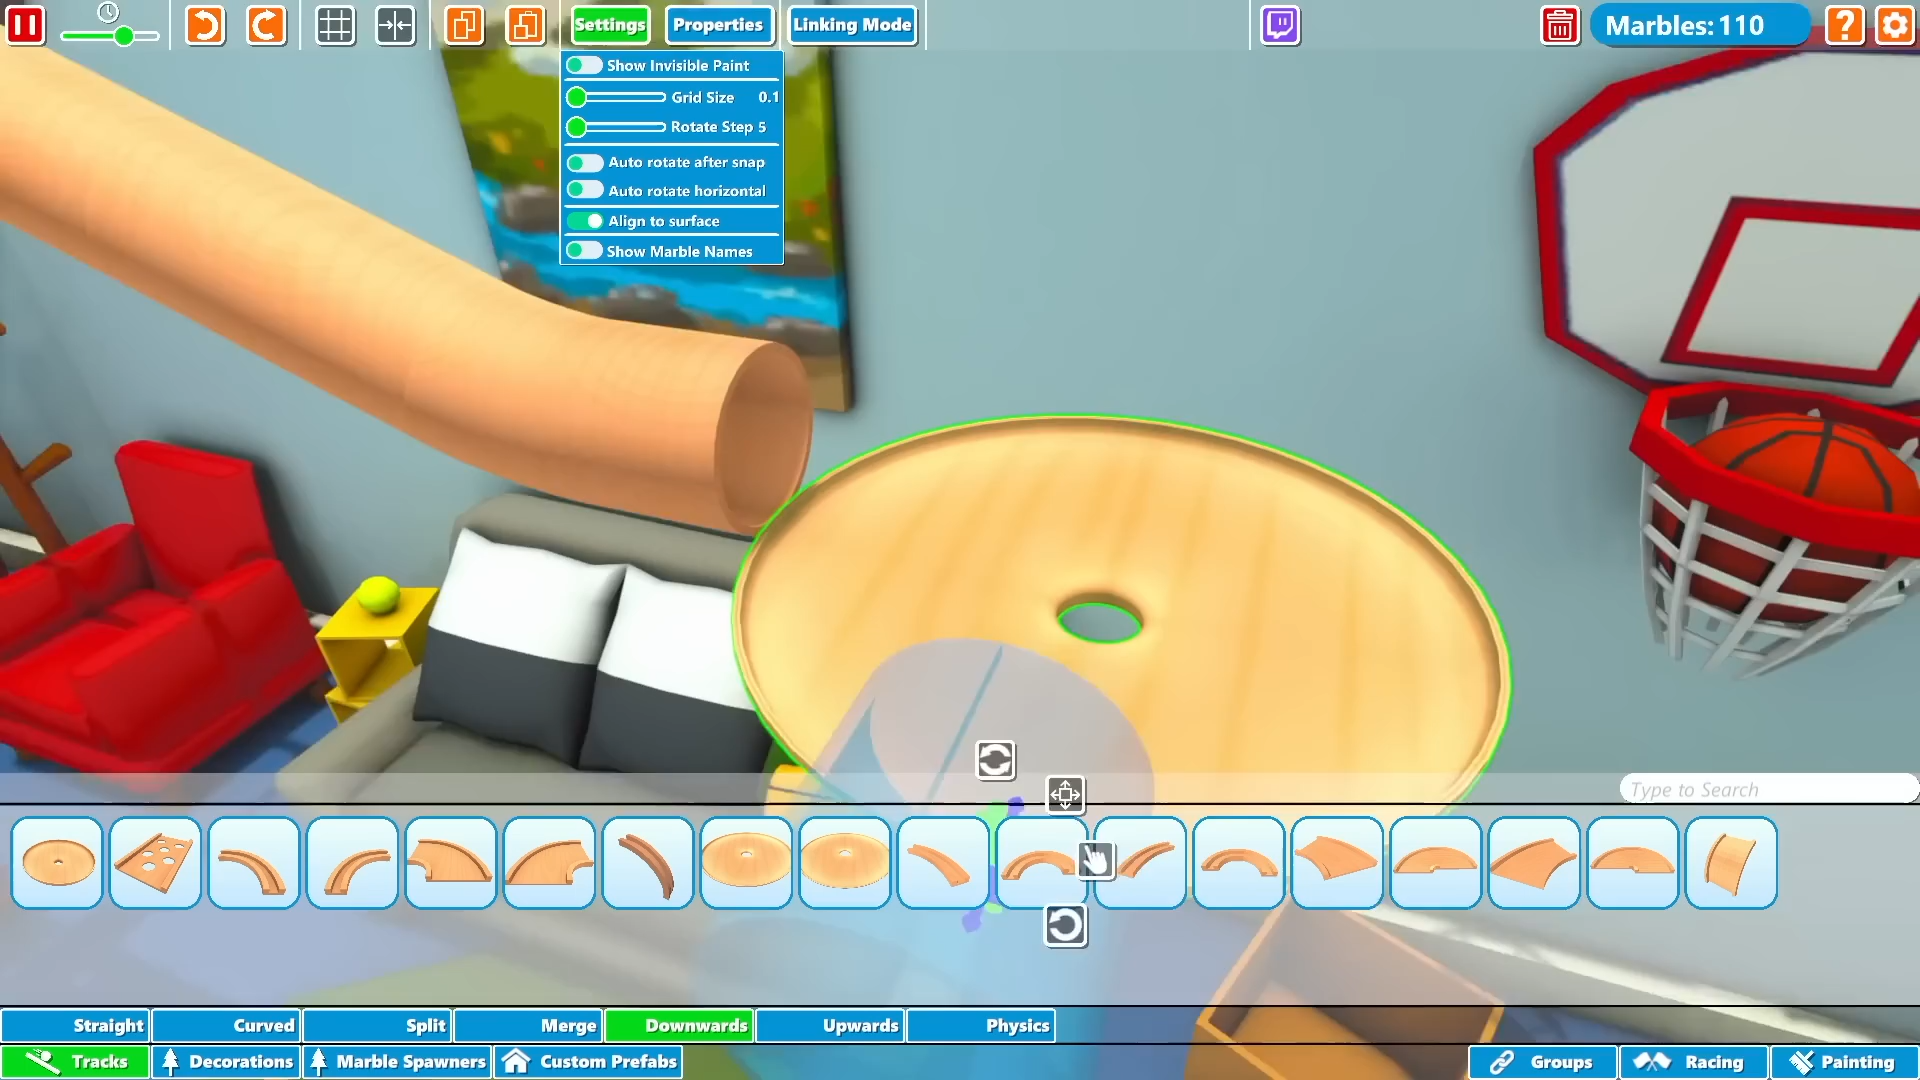 Settings
Properties
Linking Mode
Marbles: 110
?
Show Invisible Paint
Grid Size 0.1
Rotate Step 5
Auto rotate after snap
Auto rotate horizontal
Align to surface
Show Marble Names
Type to Search
Straight
Curved
Split
Merge
Downwards
Upwards
Physics
Tracks
Decorations
Marble Spawners
Custom Prefabs
Groups
Racing
Painting